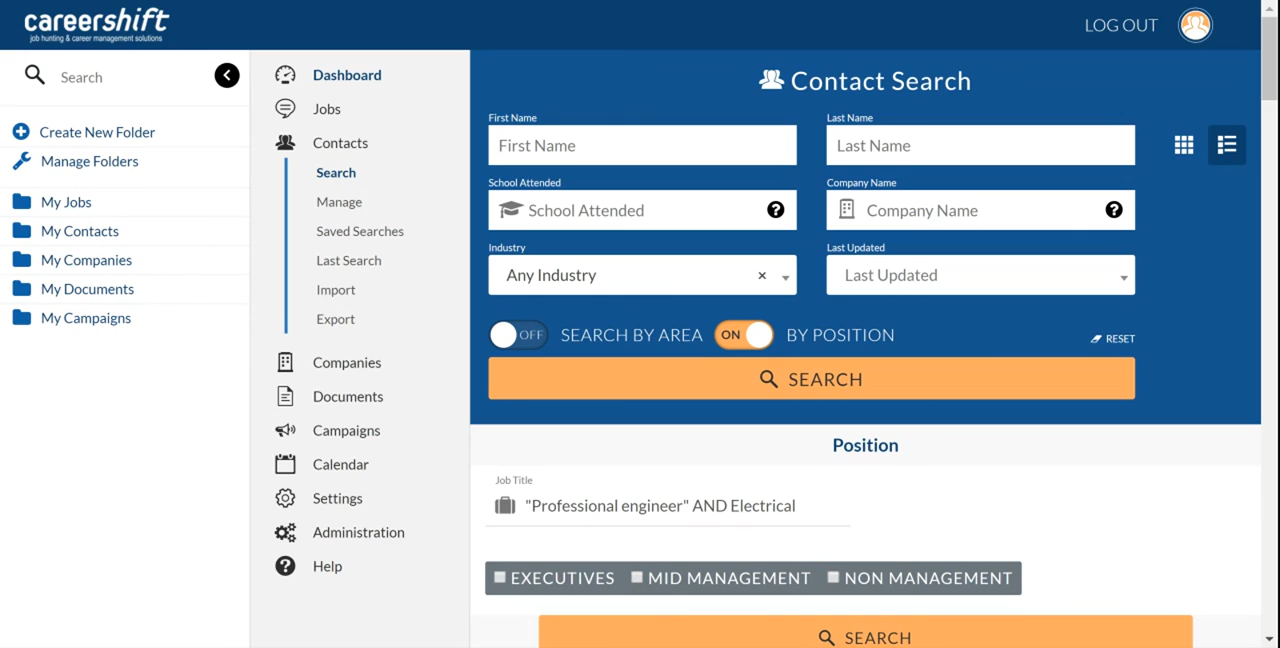 careershift
job hunting & career management solutions
LOG OUT
Search
Create New Folder
Manage Folders
My Jobs
My Contacts
My Companies
My Documents
My Campaigns
Dashboard
Jobs
Contacts
Search
Manage
Saved Searches
Last Search
Import
Export
Companies
Documents
Campaigns
Calendar
Settings
Administration
Help
Contact Search
First Name
First Name
Last Name
Last Name
School Attended
School Attended
Company Name
Company Name
Industry
Any Industry
Last Updated
Last Updated
OFF SEARCH BY AREA ON BY POSITION
RESET
SEARCH
Position
Job Title
"Professional engineer" AND Electrical
EXECUTIVES MID MANAGEMENT NON MANAGEMENT
SEARCH